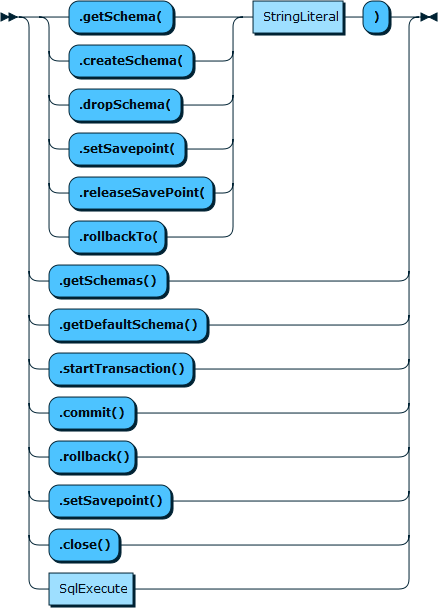 .getSchema( StringLiteral )
.createSchema(
.dropSchema(
.setSavepoint(
.releaseSavePoint(
.rollbackTo(
.getSchemas()
.getDefaultSchema()
.startTransaction()
.commit()
.rollback()
.setSavepoint()
.close()
SqlExecute